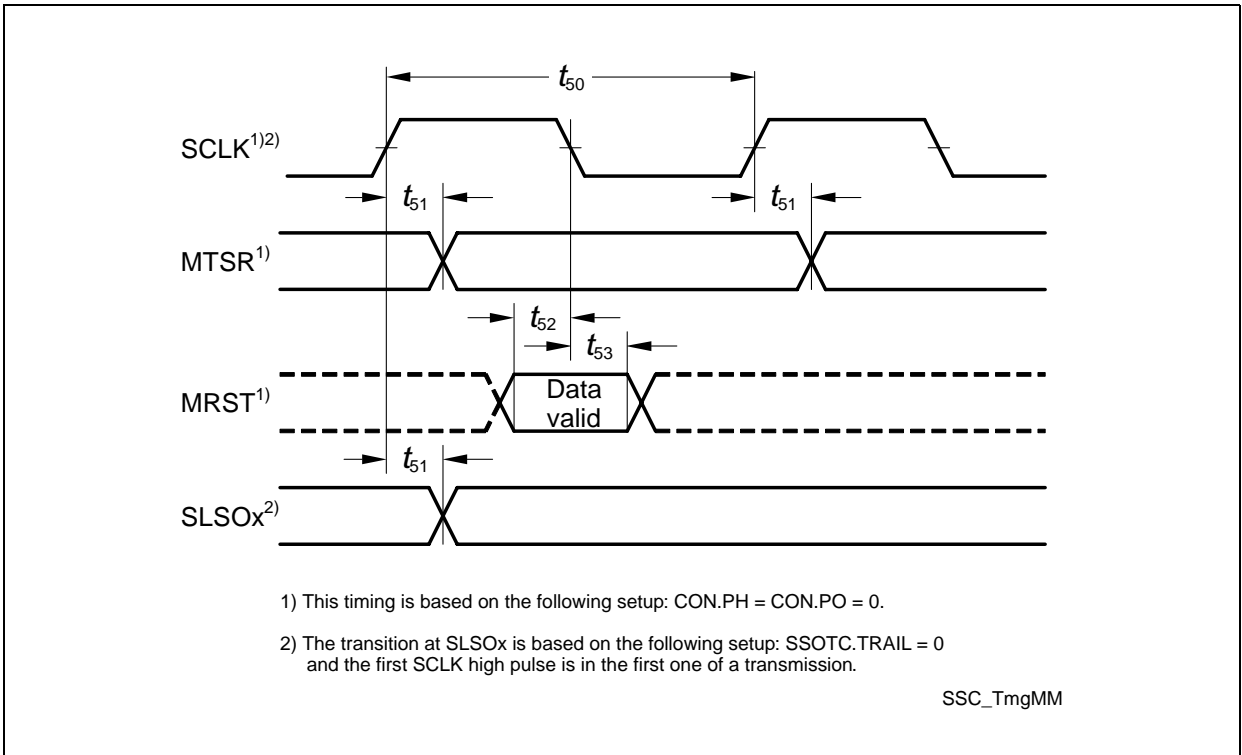 t50
SCLK1)2)
t51
t51
MTSR1)
t52
t53
MRST1)
Data
valid
t51
SLSOx2)
1) This timing is based on the following setup: CON.PH = CON.PO = 0.
2) The transition at SLSOx is based on the following setup: SSOTC.TRAIL = 0
and the first SCLK high pulse is in the first one of a transmission.
SSC_TmgMM